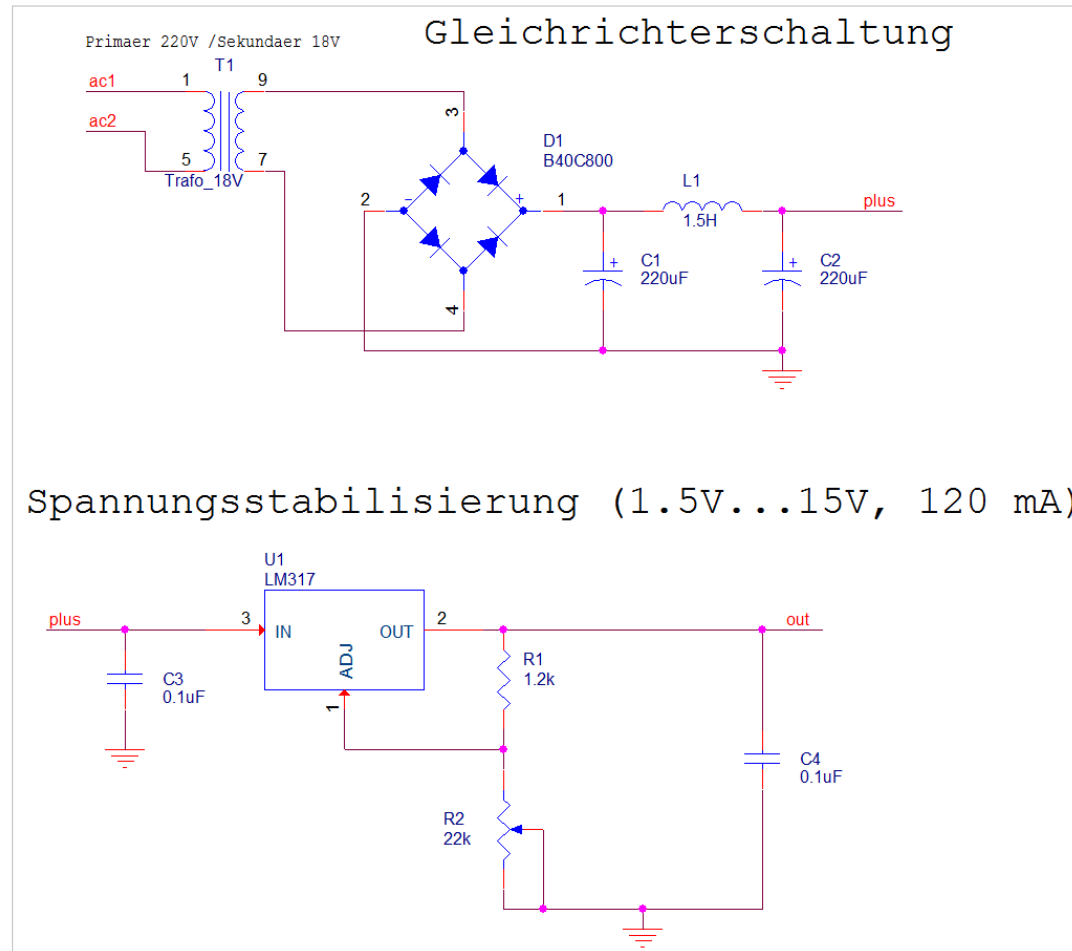 Gleichrichterschaltung
Primaer 220V /Sekundaer 18V
T1
ac1
1
9
ac2
5
7
Trafo_18V
3
D1
B40C800
2
-
+
1
4
L1
1.5H
plus
+
C1
220uF
+
C2
220uF
Spannungsstabilisierung (1.5V...15V, 120 mA)
U1
LM317
plus
3
IN
OUT
2
ADJ
1
out
C3
0.1uF
R1
1.2k
R2
22k
C4
0.1uF